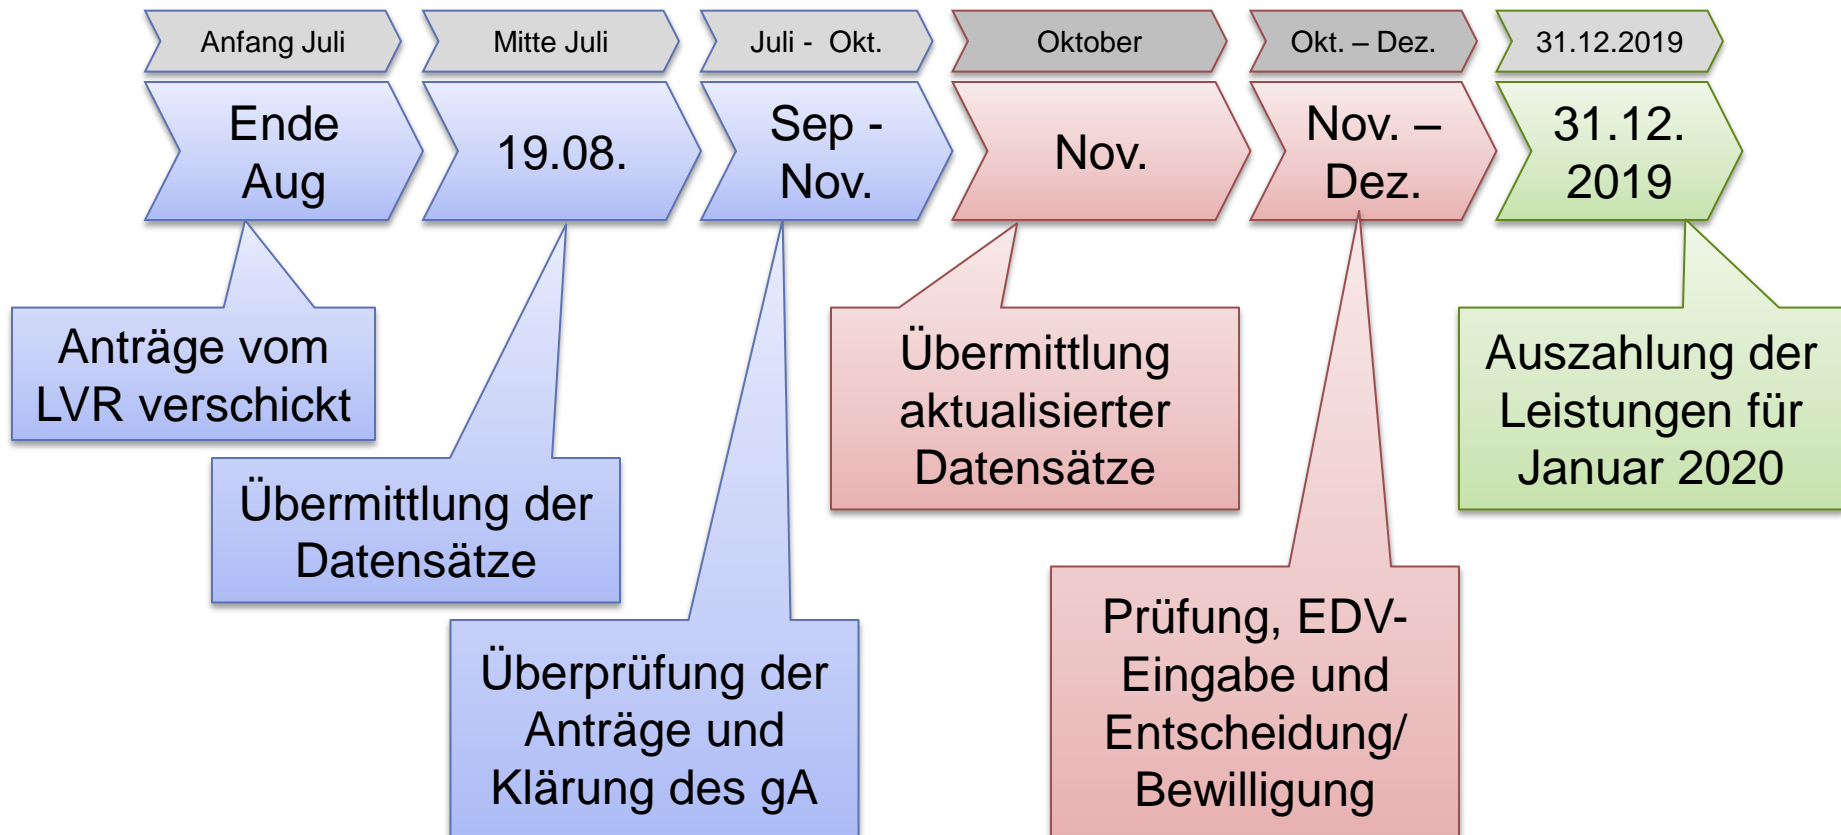 Anfang Juli
Mitte Juli
Juli - Okt.
Oktober
Okt. – Dez.
31.12.2019
Ende
Aug
19.08.
Sep -
Nov.
Nov.
Nov. –
Dez.
31.12.
2019
Anträge vom
LVR verschickt
Übermittlung der
Datensätze
Überprüfung der
Anträge und
Klärung des gA
Übermittlung
aktualisierter
Datensätze
Prüfung, EDV-
Eingabe und
Entscheidung/
Bewilligung
Auszahlung der
Leistungen für
Januar 2020